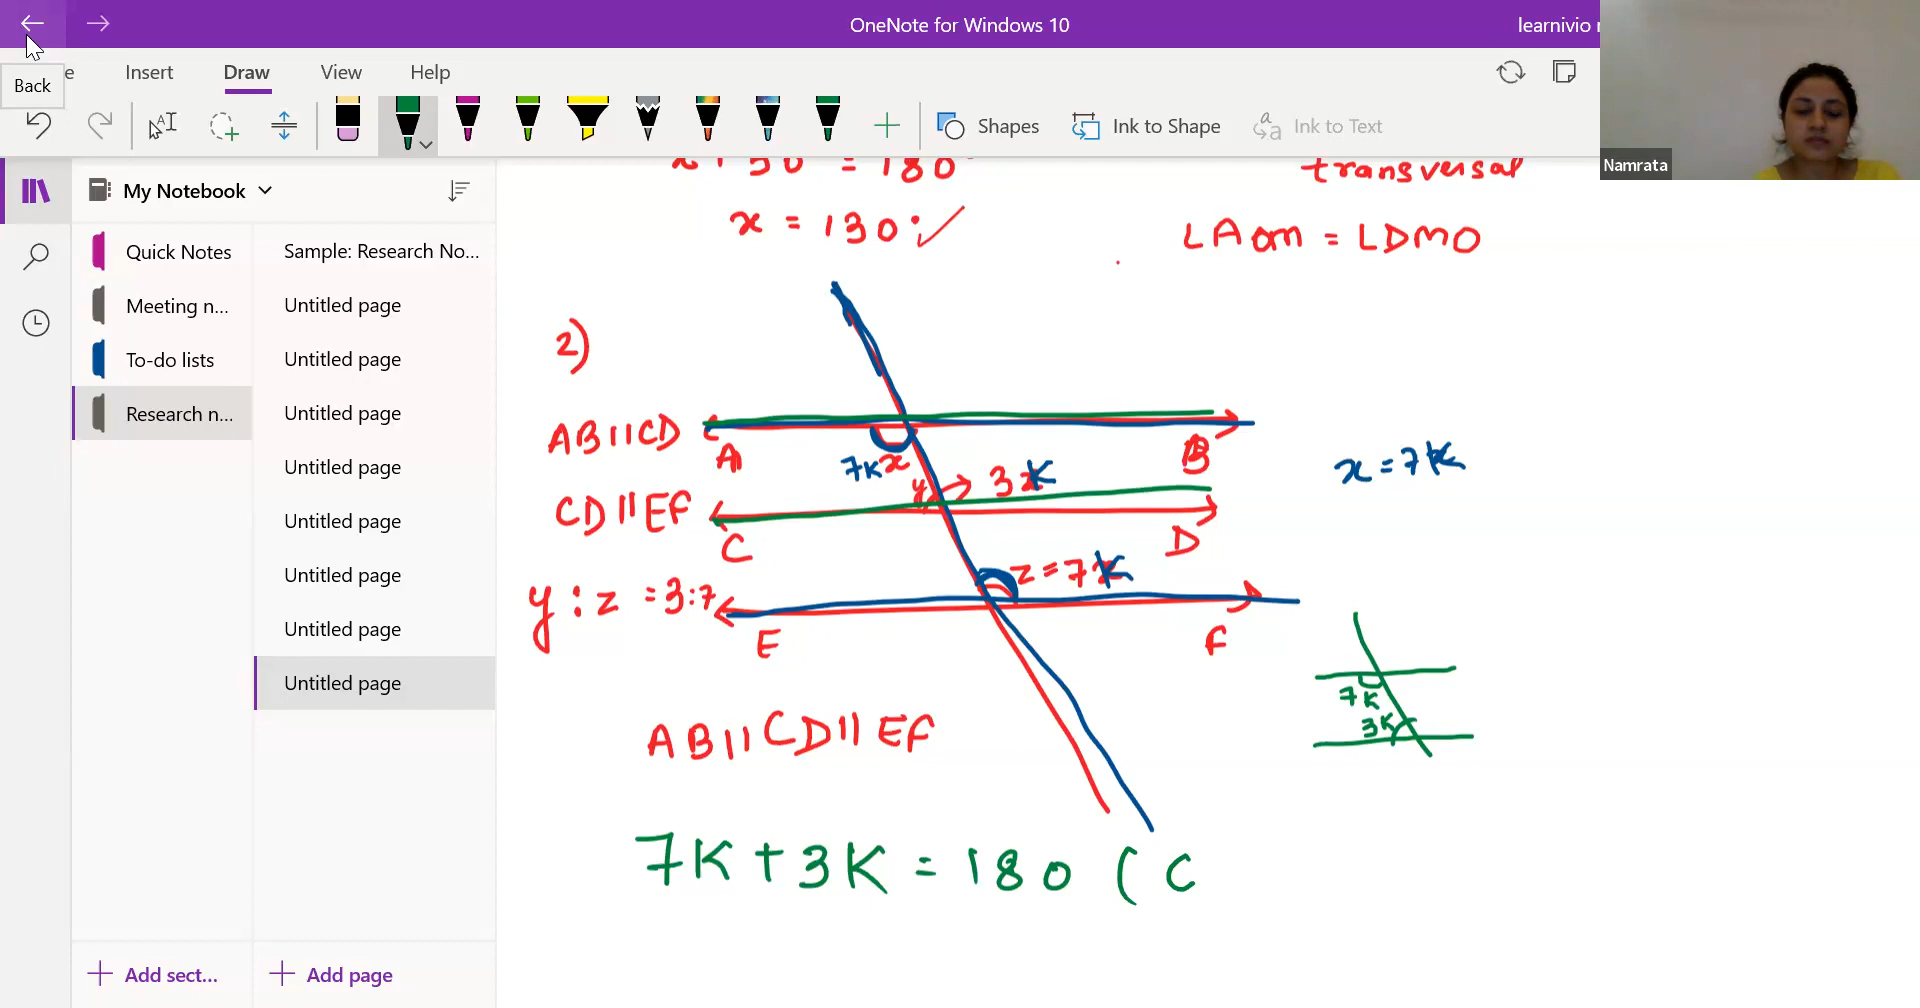 OneNote for Windows 10
learnivio
Back
Insert
Draw
View
Help
Shapes
Ink to Shape
Ink to Text
Namrata
My Notebook
Quick Notes
Meeting n...
To-do lists
Research n...
Sample: Research No...
Untitled page
Untitled page
Untitled page
Untitled page
Untitled page
Untitled page
Untitled page
Untitled page
Add sect...
Add page
transversal
x = 130° ✓
∠AOM = ∠DMO
2)
AB||CD
A
B
7K x
x = 7K
y
3K
CD||EF
C
D
z = 7K
y : z = 3:7
E
F
7K
3K
AB||CD||EF
7K + 3K = 180 ( C